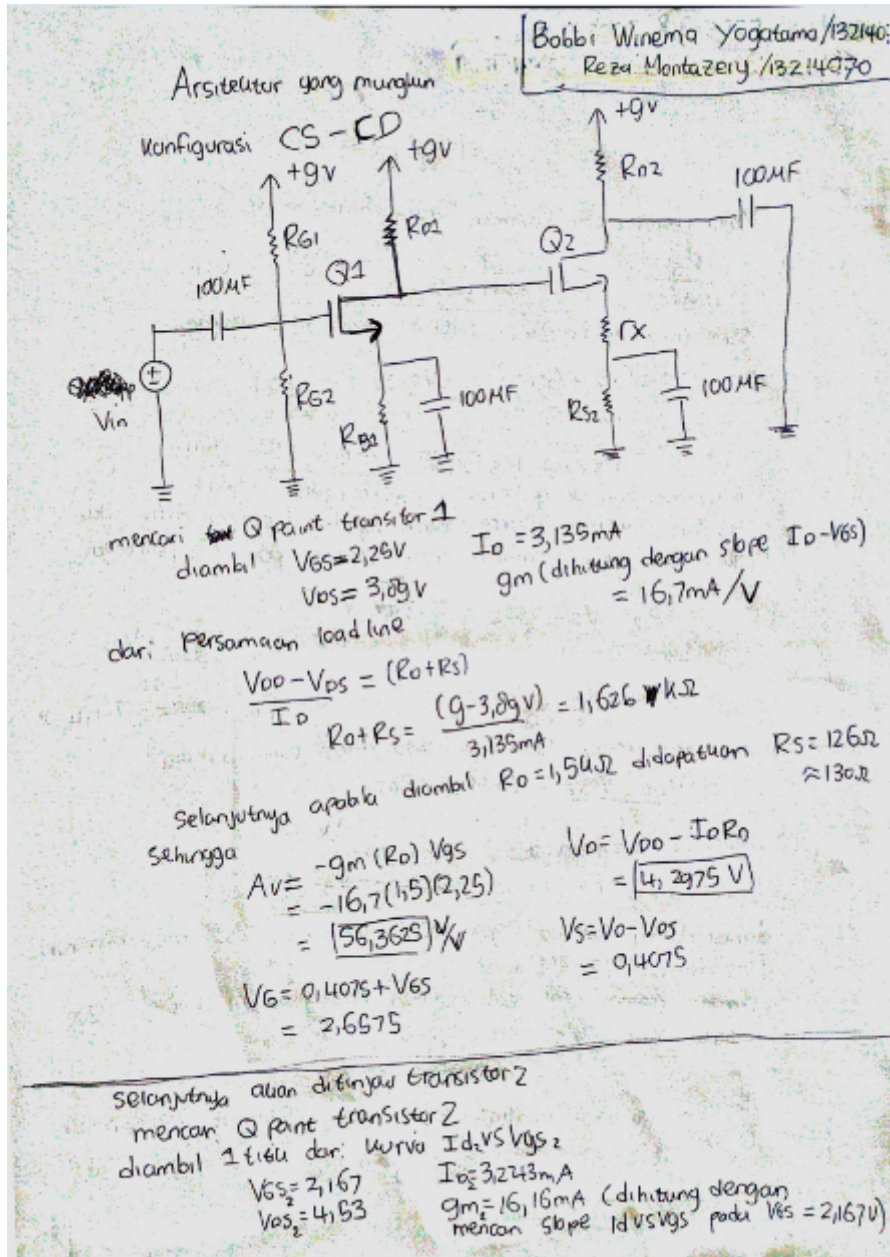 Bobbi Winema Yogatama/132140
Reza Montazery/13214070
Arsitektur yang mungkin
Konfigurasi CS-CD
+9V
+9V
+9V
RG1
RD1
RD2
100MF
Q1
Q2
100MF
rx
Vin
RG2
RB1
100MF
RS2
100MF
mencari Q paint transitor 1
diambil VGS=2,25V ID=3,135mA
VDS=3,89V gm (dihitung dengan slope ID-VGS)
= 16,7mA/V
dari Persamaan loadline
VDD-VDS = (RD+RS)
ID
RD+RS= (9-3,89V) = 1,626 kΩ
3,135mA
Selanjutnya apabila diambil RD=1,5kΩ didapatkan RS=126Ω
≈130Ω
Sehingga
AV= -gm(RD) Vgs
= -16,7(1,5)(2,25)
= 56,3625 V/V
VD= VDD-IDRD
= 4,2975 V
VS=VD-VDS
= 0,4075
VG= 0,4075+VGS
= 2,6575
Selanjutnya akan ditinjau transistor 2
mencari Q paint transistor 2
diambil 1 titik dari kurva Id2 VS Vgs2
VGS2=2,167 ID2=3,2243mA
VDS2=4,53 gm2=16,16mA (dihitung dengan
mencari slope Id vs vgs pada VGS=2,167V)